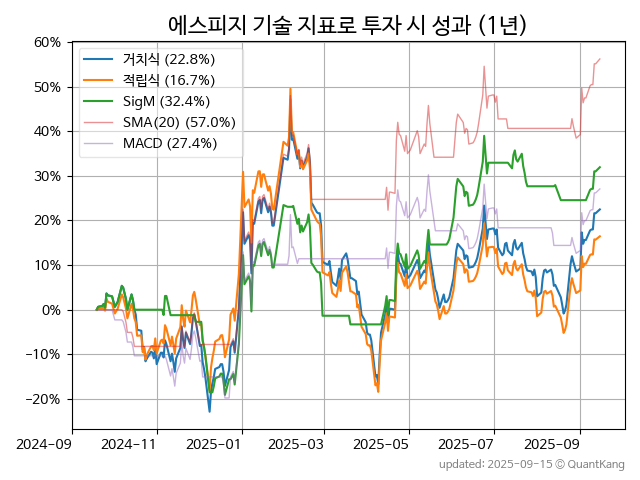 에스피지 기술 지표로 투자 시 성과 (1년)
60%
50%
40%
30%
20%
10%
0%
−10%
−20%
거치식 (22.8%)
적립식 (16.7%)
SigM (32.4%)
SMA(20) (57.0%)
MACD (27.4%)
2024-09
2024-11
2025-01
2025-03
2025-05
2025-07
2025-09
updated: 2025-09-15 ⓒ QuantKang